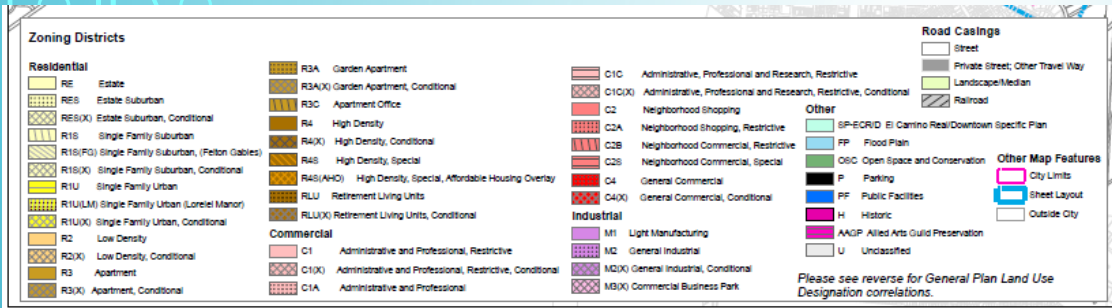 Zoning Districts
Residential
RE Estate
RES Estate Suburban
RES(X) Estate Suburban, Conditional
R1S Single Family Suburban
R1S(FG) Single Family Suburban, (Felton Gables)
R1S(X) Single Family Suburban, Conditional
R1U Single Family Urban
R1U(LM) Single Family Urban (Lorelei Manor)
R1U(X) Single Family Urban, Conditional
R2 Low Density
R2(X) Low Density, Conditional
R3 Apartment
R3(X) Apartment, Conditional
R3A Garden Apartment
R3A(X) Garden Apartment, Conditional
R3C Apartment Office
R4 High Density
R4(X) High Density, Conditional
R4S High Density, Special
R4S(AHO) High Density, Special, Affordable Housing Overlay
RLU Retirement Living Units
RLU(X) Retirement Living Units, Conditional
Commercial
C1 Administrative and Professional, Restrictive
C1(X) Administrative and Professional, Restrictive, Conditional
C1A Administrative and Professional
C1C Administrative, Professional and Research, Restrictive
C1C(X) Administrative, Professional and Research, Restrictive, Conditional
C2 Neighborhood Shopping
C2A Neighborhood Shopping, Restrictive
C2B Neighborhood Commercial, Restrictive
C2S Neighborhood Commercial, Special
C4 General Commercial
C4(X) General Commercial, Conditional
Industrial
M1 Light Manufacturing
M2 General Industrial
M2(X) General Industrial, Conditional
M3(X) Commercial Business Park
Other
SP-ECR/D El Camino Real/Downtown Specific Plan
FP Flood Plain
OSC Open Space and Conservation
P Parking
PF Public Facilities
H Historic
AAGP Allied Arts Guild Preservation
U Unclassified
Road Casings
Street
Private Street; Other Travel Way
Landscape/Median
Railroad
Other Map Features
City Limits
Sheet Layout
Outside City
Please see reverse for General Plan Land Use
Designation correlations.